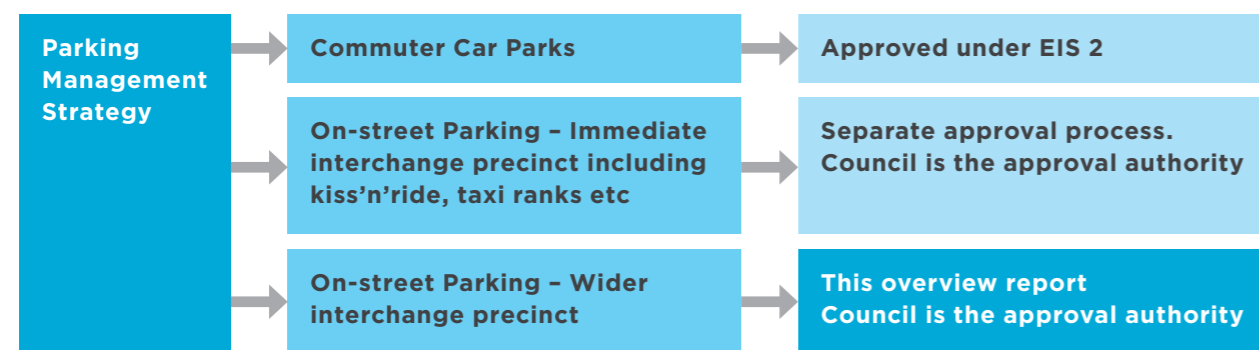 Parking
Management
Strategy
Commuter Car Parks
Approved under EIS 2
On-street Parking – Immediate
interchange precinct including
kiss’n’ride, taxi ranks etc
Separate approval process.
Council is the approval authority
On-street Parking – Wider
interchange precinct
This overview report
Council is the approval authority